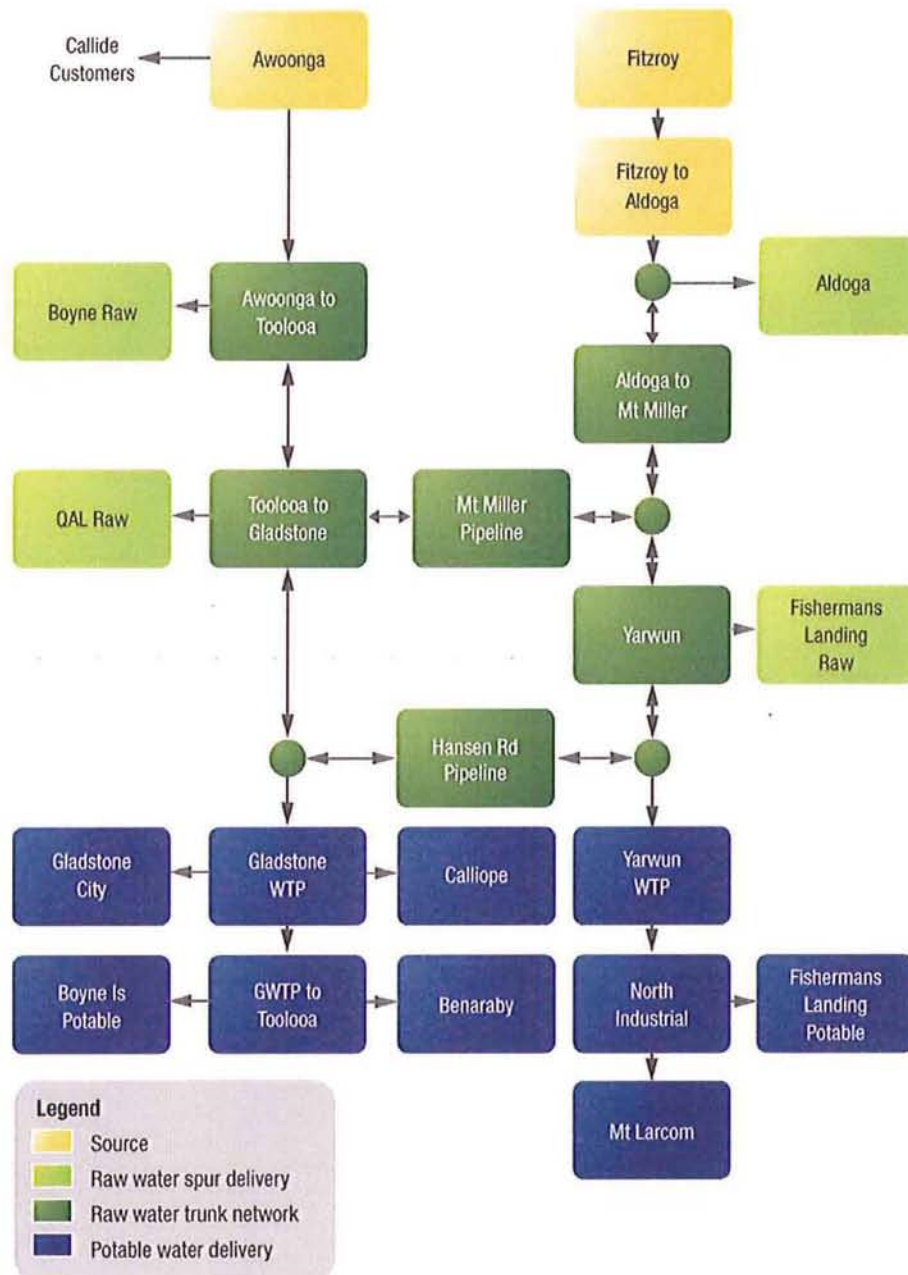 Callide
Customers
Awoonga
Fitzroy
Fitzroy to
Aldoga
Boyne Raw
Awoonga to
Toolooa
Aldoga
Aldoga to
Mt Miller
QAL Raw
Toolooa to
Gladstone
Mt Miller
Pipeline
Yarwun
Fishermans
Landing
Raw
Hansen Rd
Pipeline
Gladstone
City
Gladstone
WTP
Calliope
Yarwun
WTP
Boyne Is
Potable
GWTP to
Toolooa
Benaraby
North
Industrial
Fishermans
Landing
Potable
Mt Larcom
Legend
Source
Raw water spur delivery
Raw water trunk network
Potable water delivery